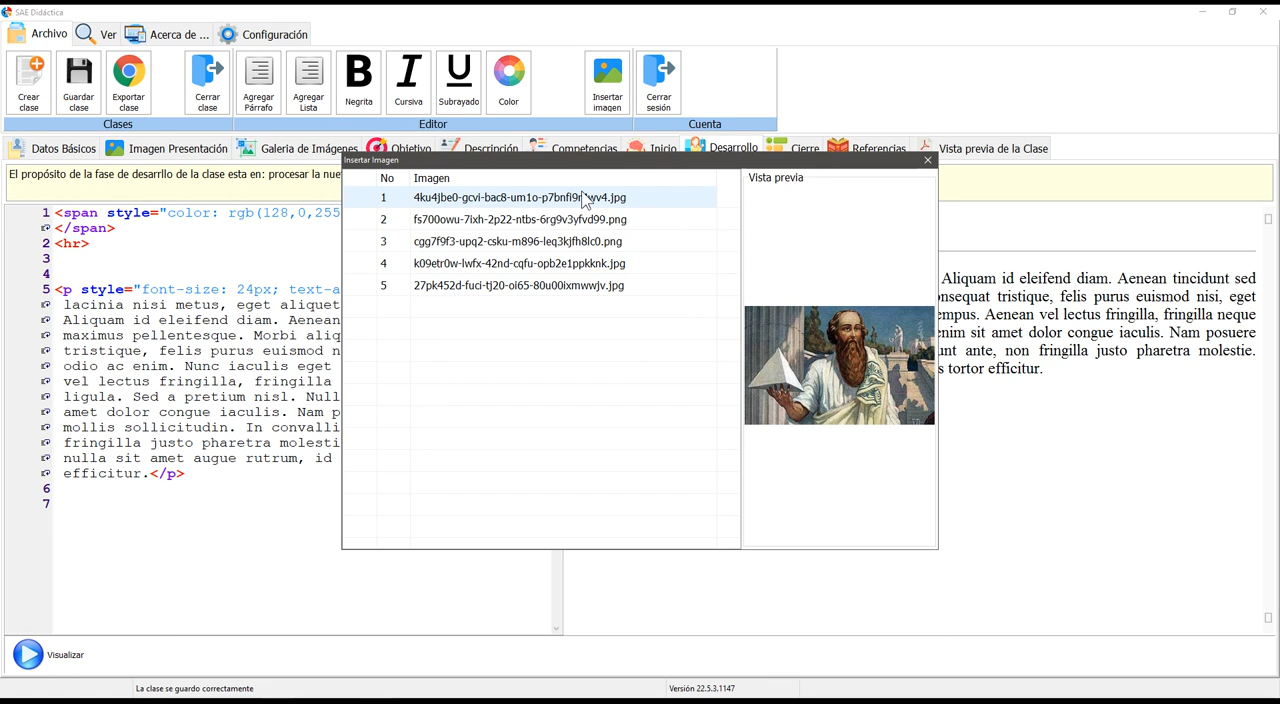 SAE Didáctica
Archivo Ver Acerca de ... Configuración
Crear clase
Guardar clase
Exportar clase
Cerrar clase
Agregar Párrafo
Agregar Lista
Negrita
Cursiva
Subrayado
Color
Insertar imagen
Cerrar sesión
Clases Editor Cuenta
Datos Básicos Imagen Presentación Galeria de Imágenes Objetivo Descripción Competencias Inicio Desarrollo Cierre Referencias Vista previa de la Clase
El propósito de la fase de desarrllo de la clase esta en: procesar la
Insertar Imagen
No Imagen Vista previa
1
2 fs700owu-7ixh-2p22-ntbs-6rg9v3yfvd99.png
3 cgg7f9f3-upq2-csku-m896-leq3kjfh8lc0.png
4 k09etr0w-lwfx-42nd-cqfu-opb2e1ppkknk.jpg
5 27pk452d-fuci-tj20-oi65-80u00ixmwwjv.jpg
1 <span style="color: rgb(128,0,255
</span>
2 <hr>
3
4
5 <p style="font-size: 24px; text-a
lacinia nisi metus, eget aliquet
Aliquam id eleifend diam. Aenean
maximus pellentesque. Morbi aliq
tristique, felis purus euismod n
odio ac enim. Nunc iaculis eget
vel lectus fringilla, fringilla
ligula. Sed a pretium nisl. Null
amet dolor congue iaculis. Nam p
mollis sollicitudin. In convalli
fringilla justo pharetra molesti
nulla sit amet augue rutrum, id
efficitur.</p>
6
7
Aliquam id eleifend diam. Aenean tincidunt sed
consequat tristique, felis purus euismod nisi, eget
tempus. Aenean vel lectus fringilla, fringilla neque
enim sit amet dolor congue iaculis. Nam posuere
ante, non fringilla justo pharetra molestie.
tortor efficitur.
Visualizar
La clase se guardo correctamente Versión 22.5.3.1147